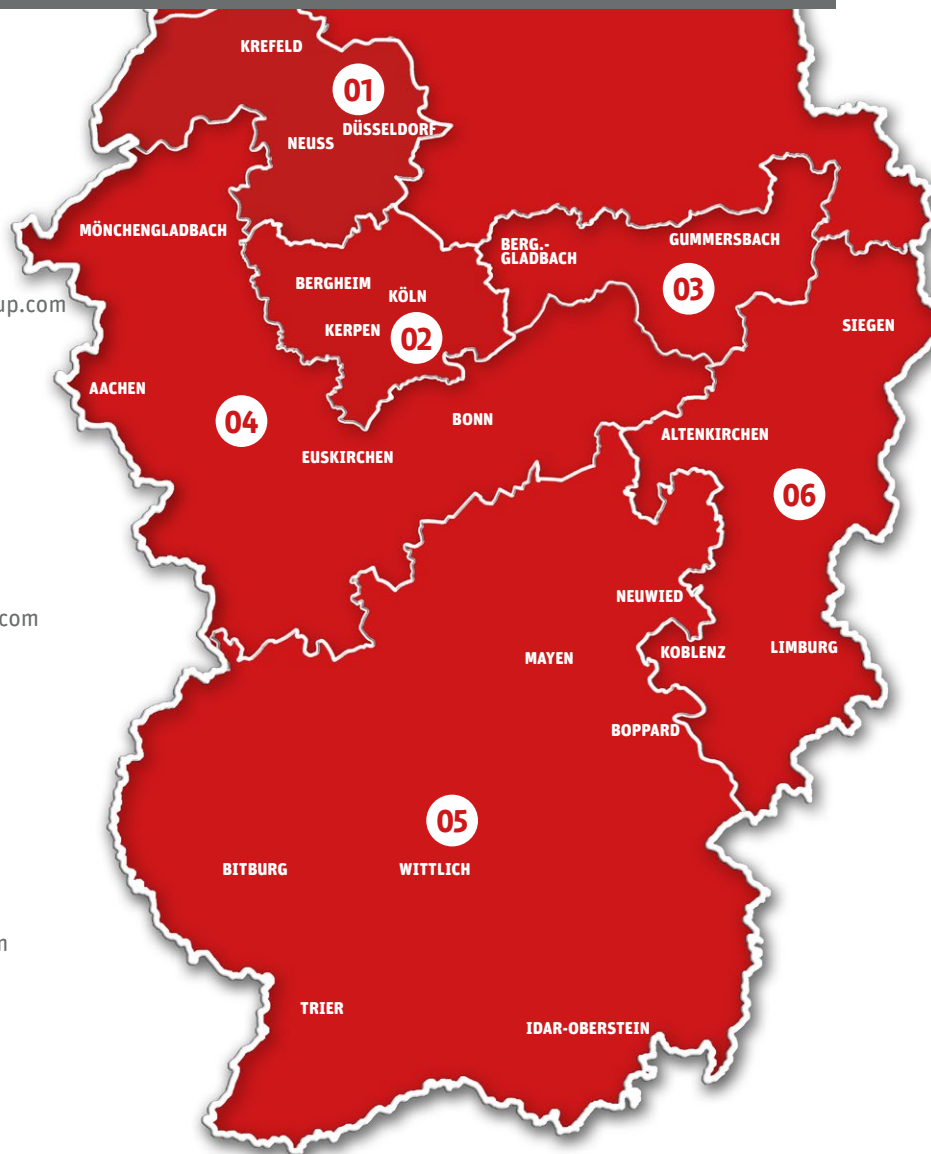 KREFELD
01
DÜSSELDORF
NEUSS
MÖNCHENGLADBACH
BERG.-
GLADBACH
GUMMERSBACH
BERGHEIM
KÖLN
03
up.com
KERPEN
02
SIEGEN
AACHEN
04
BONN
ALTENKIRCHEN
EUSKIRCHEN
06
NEUWIED
com
MAYEN
KOBLENZ
LIMBURG
BOPPARD
05
BITBURG
WITTLICH
TRIER
IDAR-OBERSTEIN